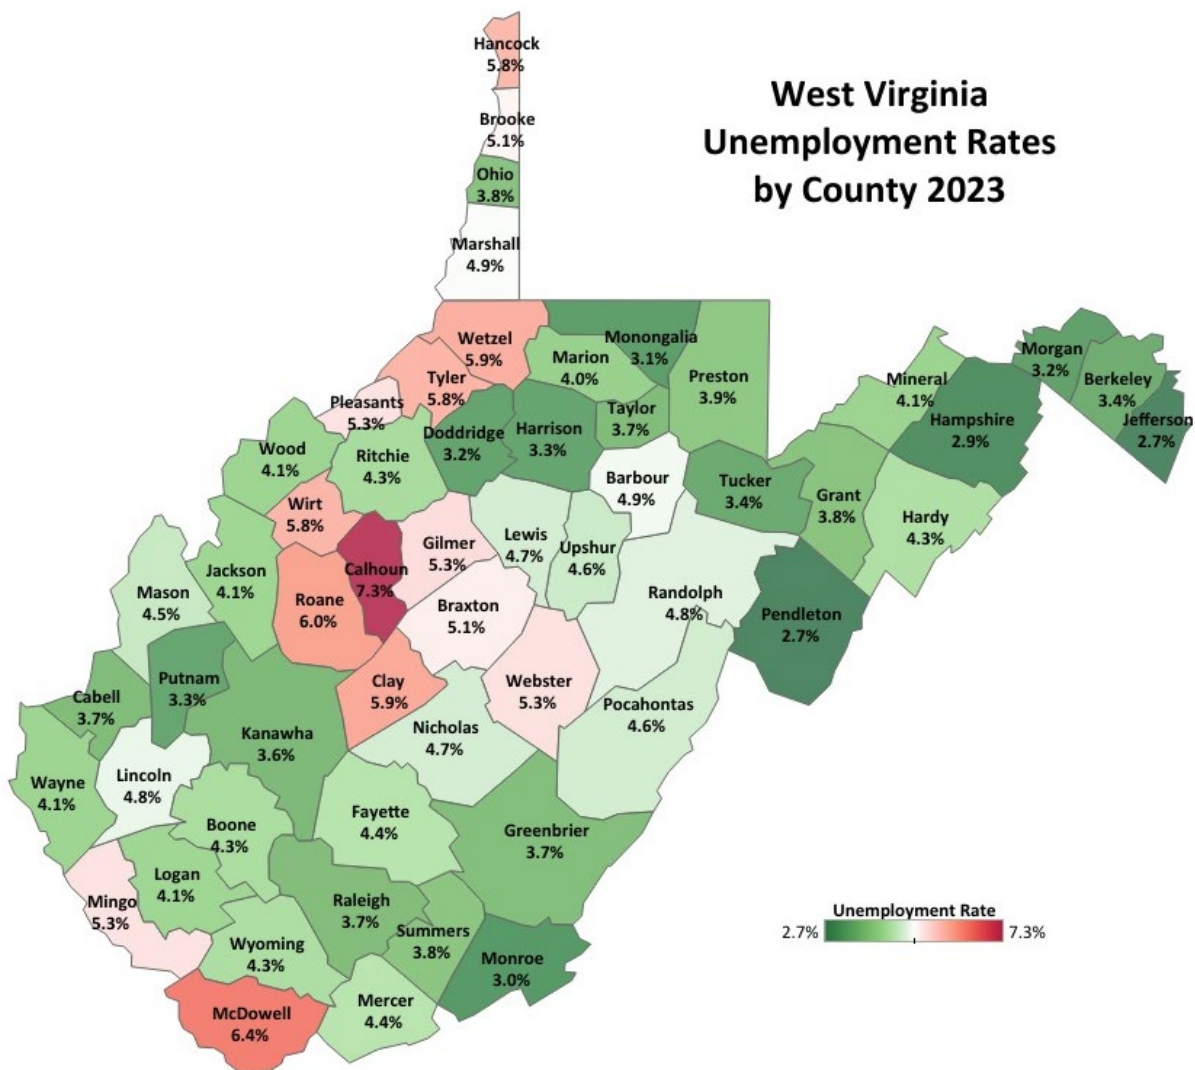 West Virginia
Unemployment Rates
by County 2023
Hancock
5.8%
Brooke
5.1%
Ohio
3.8%
Marshall
4.9%
Wetzel
5.9%
Monongalia
3.1%
Marion
4.0%
Preston
3.9%
Tyler
5.8%
Pleasants
5.3%
Doddridge
3.2%
Harrison
3.3%
Taylor
3.7%
Morgan
3.2%
Berkeley
3.4%
Jefferson
2.7%
Mineral
4.1%
Hampshire
2.9%
Wood
4.1%
Ritchie
4.3%
Barbour
4.9%
Tucker
3.4%
Grant
3.8%
Hardy
4.3%
Wirt
5.8%
Calhoun
7.3%
Gilmer
5.3%
Lewis
4.7%
Upshur
4.6%
Randolph
4.8%
Pendleton
2.7%
Mason
4.5%
Jackson
4.1%
Roane
6.0%
Braxton
5.1%
Cabell
3.7%
Putnam
3.3%
Clay
5.9%
Webster
5.3%
Pocahontas
4.6%
Kanawha
3.6%
Nicholas
4.7%
Wayne
4.1%
Lincoln
4.8%
Boone
4.3%
Fayette
4.4%
Greenbrier
3.7%
Logan
4.1%
Mingo
5.3%
Raleigh
3.7%
Summers
3.8%
Wyoming
4.3%
Monroe
3.0%
McDowell
6.4%
Mercer
4.4%
Unemployment Rate
2.7% 7.3%